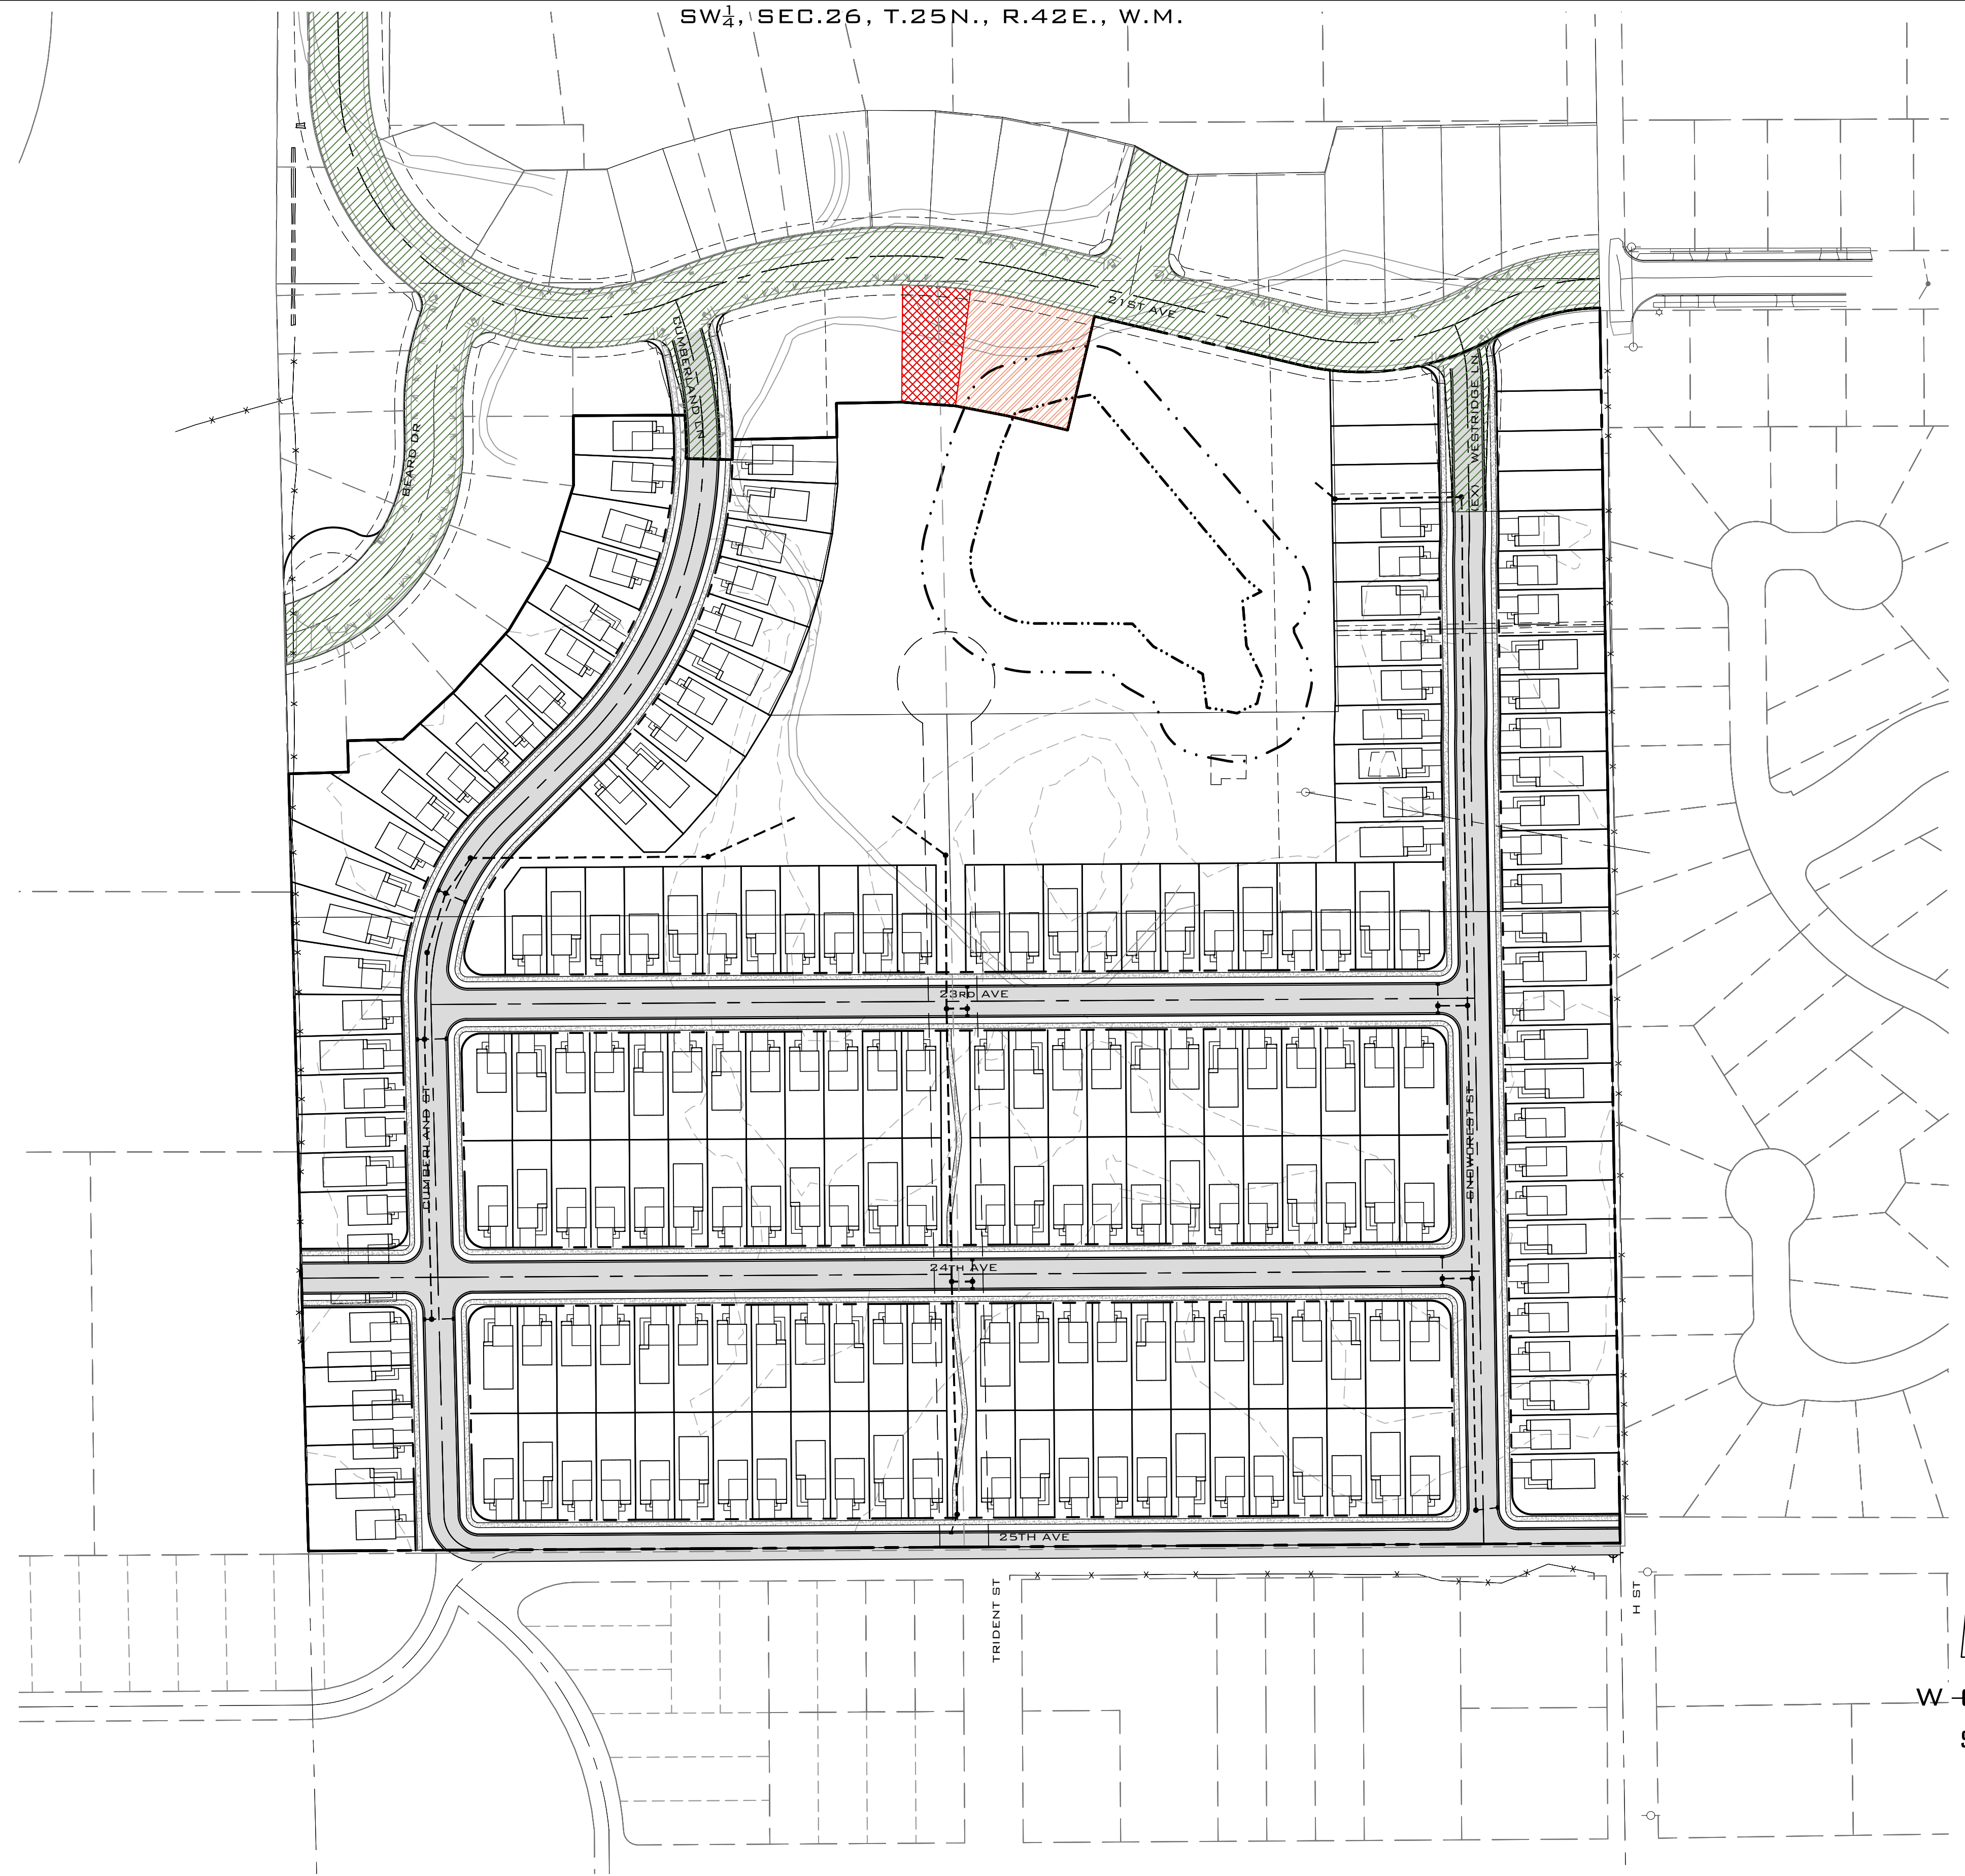 SW¼, SEC.26, T.25N., R.42E., W.M.
21ST AVE
CUMBERLAND LN
(EX) WESTRIDGE LN
BEARD DR
23RD AVE
CUMBERLAND ST
SNOWCREST ST
24TH AVE
25TH AVE
TRIDENT ST
H ST
W
S